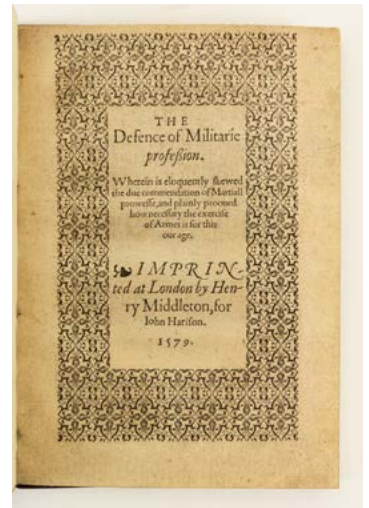 THE
Defence of Militarie
profeſsion.
Wherein is eloquently ſhewed
the due commendation of Martiall
proweſſe, and plainly prooued
how neceſſary the exerciſe
of Armes is for this
our age.
IMPRIN-
ted at London by Hen-
ry Middleton, for
Iohn Hariſon.
1579.